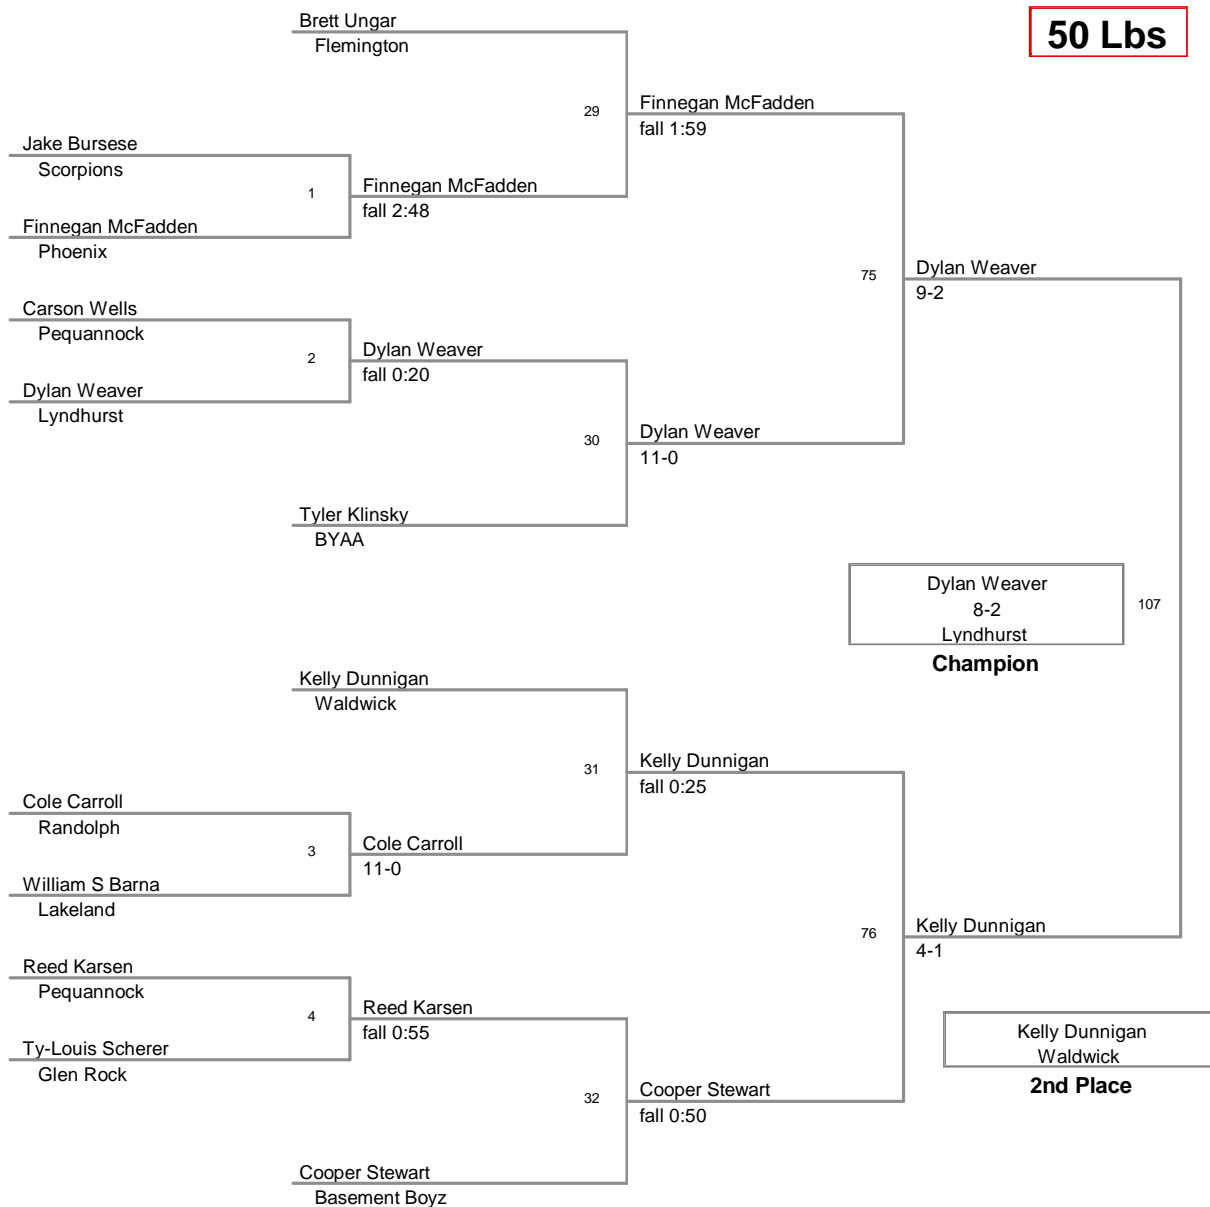 Brett Ungar
Flemington
50 Lbs
29
Finnegan McFadden
fall 1:59
Jake Bursese
Scorpions
1
Finnegan McFadden
fall 2:48
Finnegan McFadden
Phoenix
75
Dylan Weaver
9-2
Carson Wells
Pequannock
2
Dylan Weaver
fall 0:20
Dylan Weaver
Lyndhurst
30
Dylan Weaver
11-0
Tyler Klinsky
BYAA
Dylan Weaver
8-2
Lyndhurst
107
Champion
Kelly Dunnigan
Waldwick
31
Kelly Dunnigan
fall 0:25
Cole Carroll
Randolph
3
Cole Carroll
11-0
William S Barna
Lakeland
76
Kelly Dunnigan
4-1
Reed Karsen
Pequannock
4
Reed Karsen
fall 0:55
Ty-Louis Scherer
Glen Rock
Kelly Dunnigan
Waldwick
2nd Place
32
Cooper Stewart
fall 0:50
Cooper Stewart
Basement Boyz